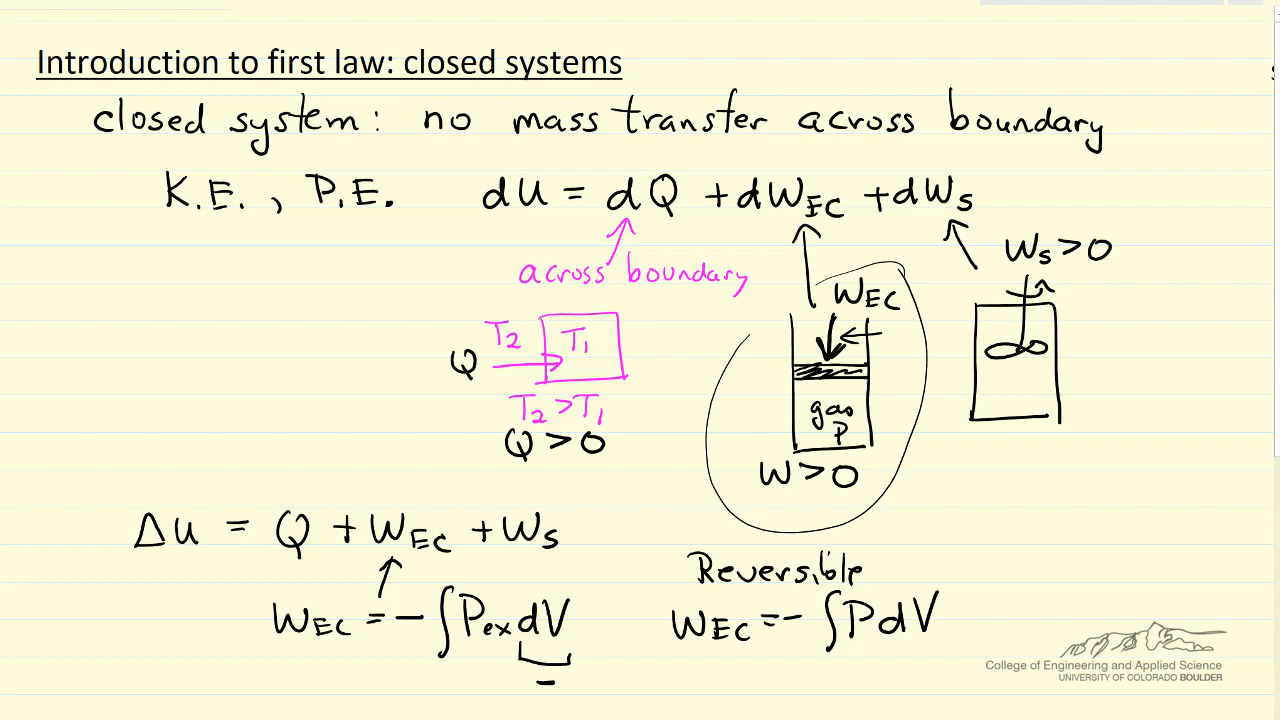 Introduction to first law: closed systems
closed system: no mass transfer across boundary
K.E., P.E. dU = dQ + dW_EC + dW_S
across boundary
W_S > 0
W_EC
Q T_2 T_1
T_2 > T_1
Q > 0
gas
P
W > 0
ΔU = Q + W_EC + W_S
Reversible
W_EC = - ∫ P_ex dV
-
W_EC = - ∫ P dV
College of Engineering and Applied Science
UNIVERSITY OF COLORADO BOULDER